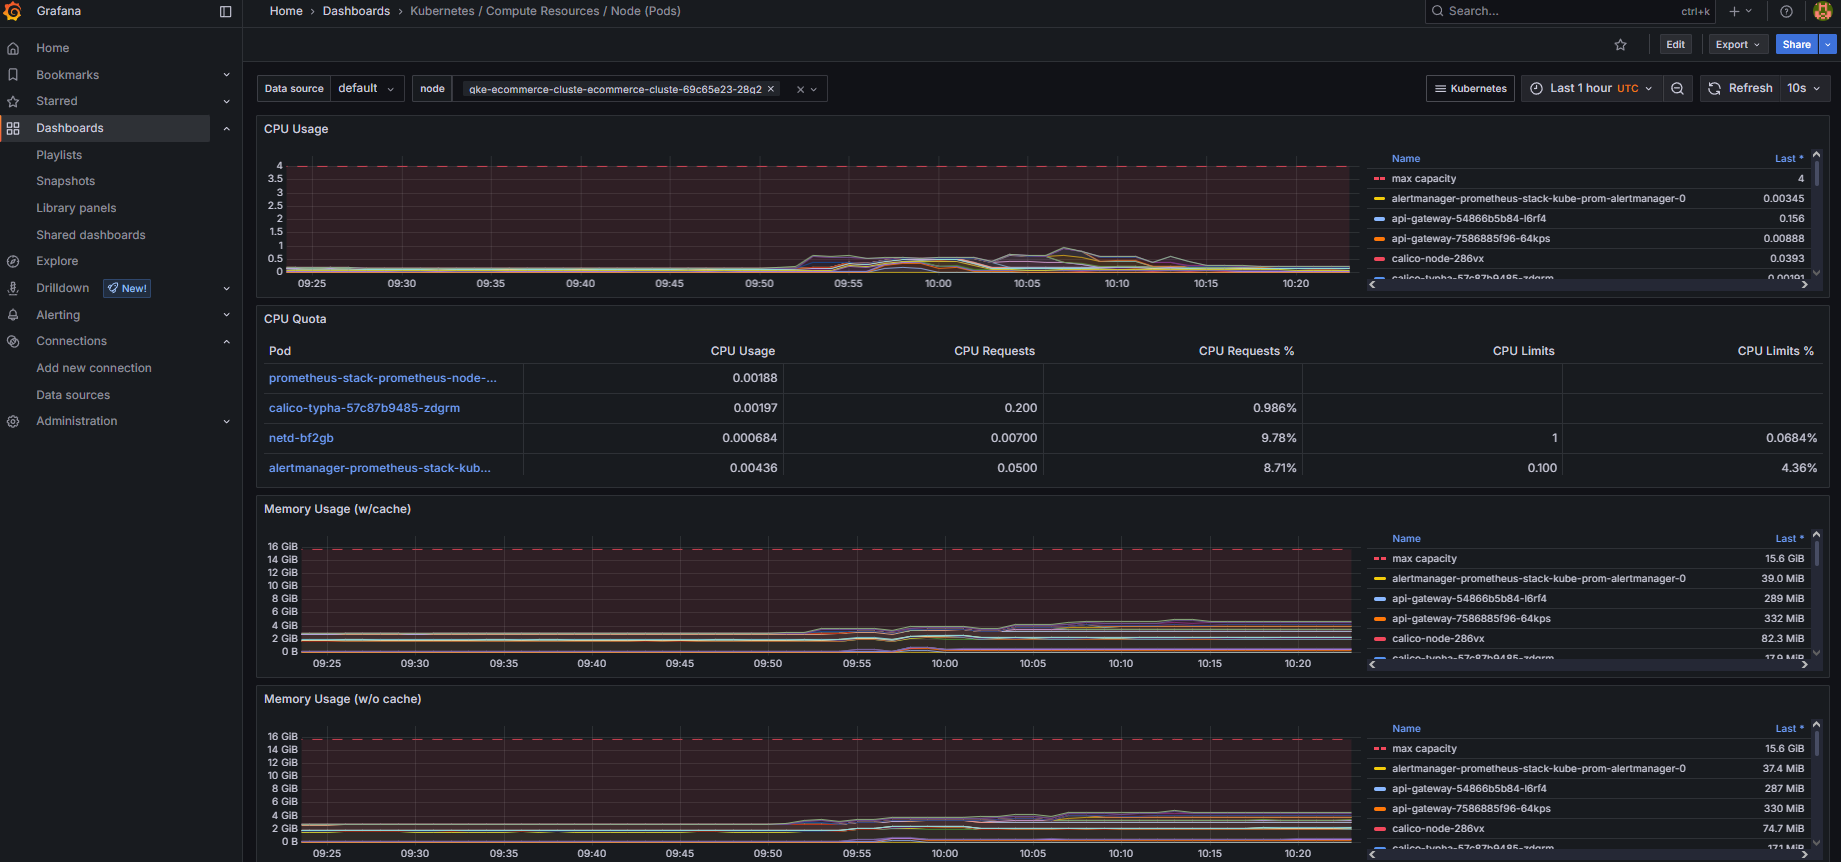 Grafana
Home › Dashboards › Kubernetes / Compute Resources / Node (Pods)
Search... ctrl+k
Home
Bookmarks
Starred
Dashboards
Playlists
Snapshots
Library panels
Shared dashboards
Explore
Drilldown New!
Alerting
Connections
Add new connection
Data sources
Administration
Edit Export Share
Data source default node gke-ecommerce-cluste-ecommerce-cluste-69c65e23-28q2
Kubernetes Last 1 hour UTC Refresh 10s
CPU Usage
4
3.5
3
2.5
2
1.5
1
0.5
0
09:25 09:30 09:35 09:40 09:45 09:50 09:55 10:00 10:05 10:10 10:15 10:20
Name Last *
max capacity 4
alertmanager-prometheus-stack-kube-prom-alertmanager-0 0.00345
api-gateway-54866b5b84-l6rf4 0.156
api-gateway-7586885f96-64kps 0.00888
calico-node-286vx 0.0393
calico-typha-57c87b9485-zdgrm 0.00191
CPU Quota
Pod CPU Usage CPU Requests CPU Requests % CPU Limits CPU Limits %
prometheus-stack-prometheus-node-... 0.00188
calico-typha-57c87b9485-zdgrm 0.00197 0.200 0.986%
netd-bf2gb 0.000684 0.00700 9.78% 1 0.0684%
alertmanager-prometheus-stack-kub... 0.00436 0.0500 8.71% 0.100 4.36%
Memory Usage (w/cache)
16 GiB
14 GiB
12 GiB
10 GiB
8 GiB
6 GiB
4 GiB
2 GiB
0 B
09:25 09:30 09:35 09:40 09:45 09:50 09:55 10:00 10:05 10:10 10:15 10:20
Name Last *
max capacity 15.6 GiB
alertmanager-prometheus-stack-kube-prom-alertmanager-0 39.0 MiB
api-gateway-54866b5b84-l6rf4 289 MiB
api-gateway-7586885f96-64kps 332 MiB
calico-node-286vx 82.3 MiB
calico-typha-57c87b9485-zdgrm 17.9 MiB
Memory Usage (w/o cache)
16 GiB
14 GiB
12 GiB
10 GiB
8 GiB
6 GiB
4 GiB
2 GiB
0 B
09:25 09:30 09:35 09:40 09:45 09:50 09:55 10:00 10:05 10:10 10:15 10:20
Name Last *
max capacity 15.6 GiB
alertmanager-prometheus-stack-kube-prom-alertmanager-0 37.4 MiB
api-gateway-54866b5b84-l6rf4 287 MiB
api-gateway-7586885f96-64kps 330 MiB
calico-node-286vx 74.7 MiB
calico-typha-57c87b9485-zdgrm 17.1 MiB